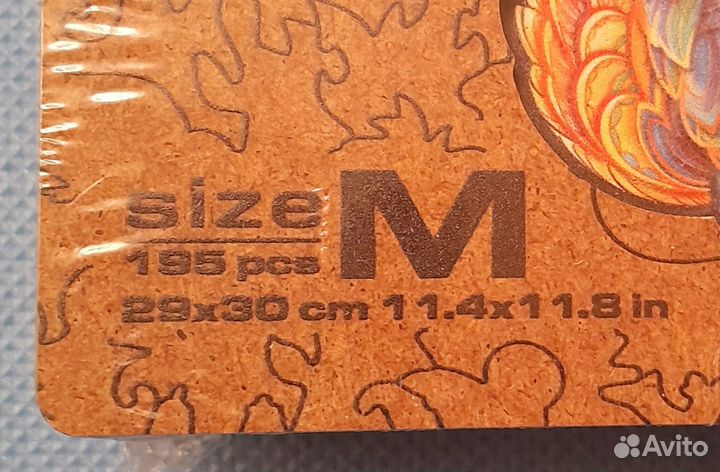 size M
195 pcs
29x30 cm 11.4x11.8 in
Avito